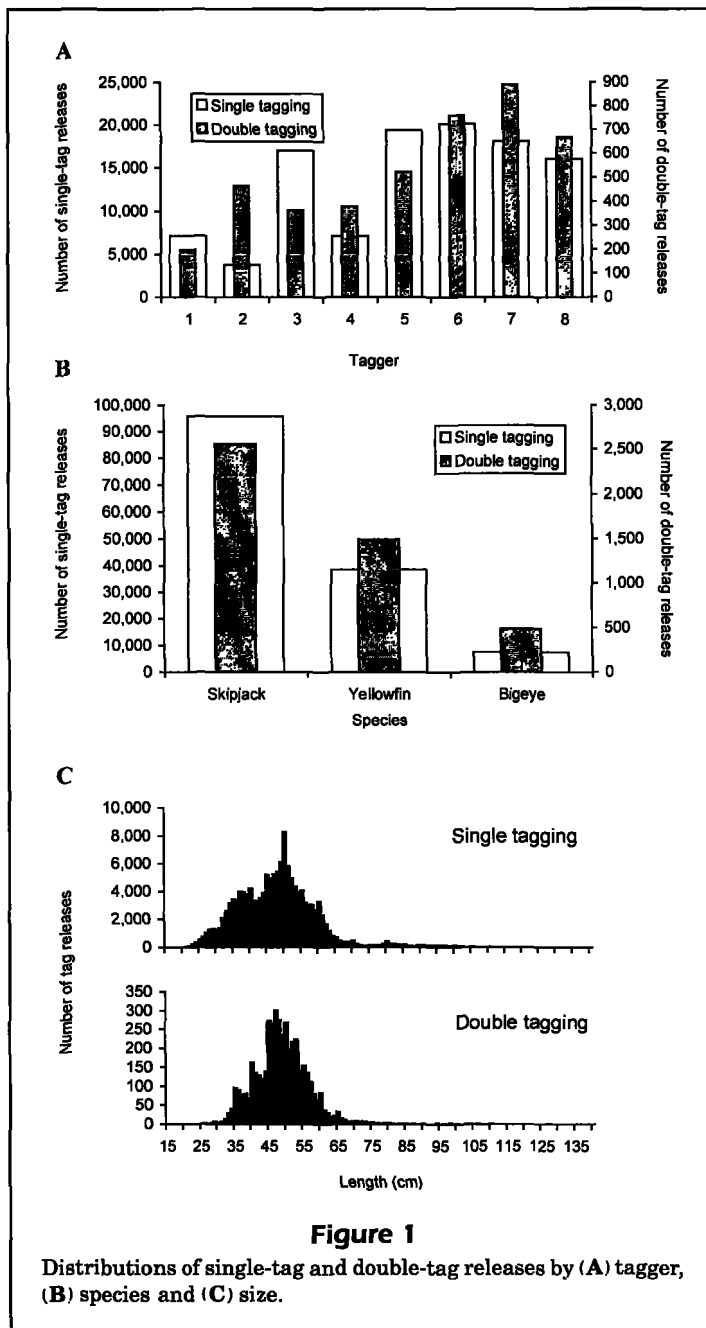 A
25,000
20,000
15,000
10,000
5,000
0
Number of single-tag releases
Single tagging
Double tagging
900
800
700
600
500
400
300
200
100
0
Number of double-tag releases
1 2 3 4 5 6 7 8
Tagger
B
100,000
90,000
80,000
70,000
60,000
50,000
40,000
30,000
20,000
10,000
0
Number of single-tag releases
Single tagging
Double tagging
3,000
2,500
2,000
1,500
1,000
500
0
Number of double-tag releases
Skipjack Yellowfin Bigeye
Species
C
10,000
8,000
6,000
4,000
2,000
0
Single tagging
Number of tag releases
350
300
250
200
150
100
50
0
Double tagging
15 25 35 45 55 65 75 85 95 105 115 125 135
Length (cm)
Figure 1
Distributions of single-tag and double-tag releases by (A) tagger,
(B) species and (C) size.